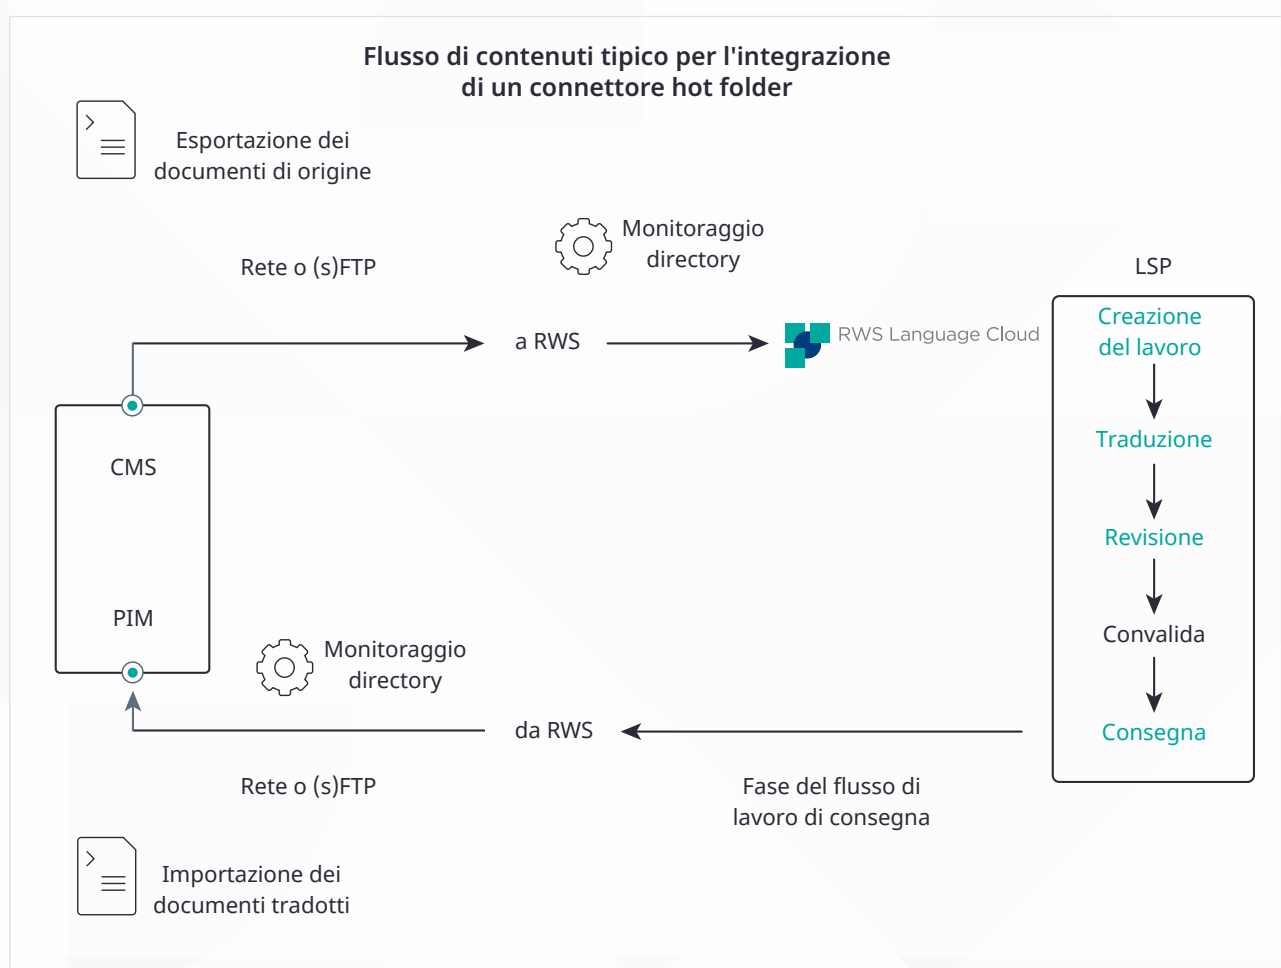 Flusso di contenuti tipico per l'integrazione
di un connettore hot folder
Esportazione dei
documenti di origine
Monitoraggio
directory
Rete o (s)FTP
LSP
a RWS
RWS Language Cloud
Creazione
del lavoro
Traduzione
Revisione
Convalida
Consegna
CMS
PIM
Monitoraggio
directory
da RWS
Rete o (s)FTP
Fase del flusso di
lavoro di consegna
Importazione dei
documenti tradotti